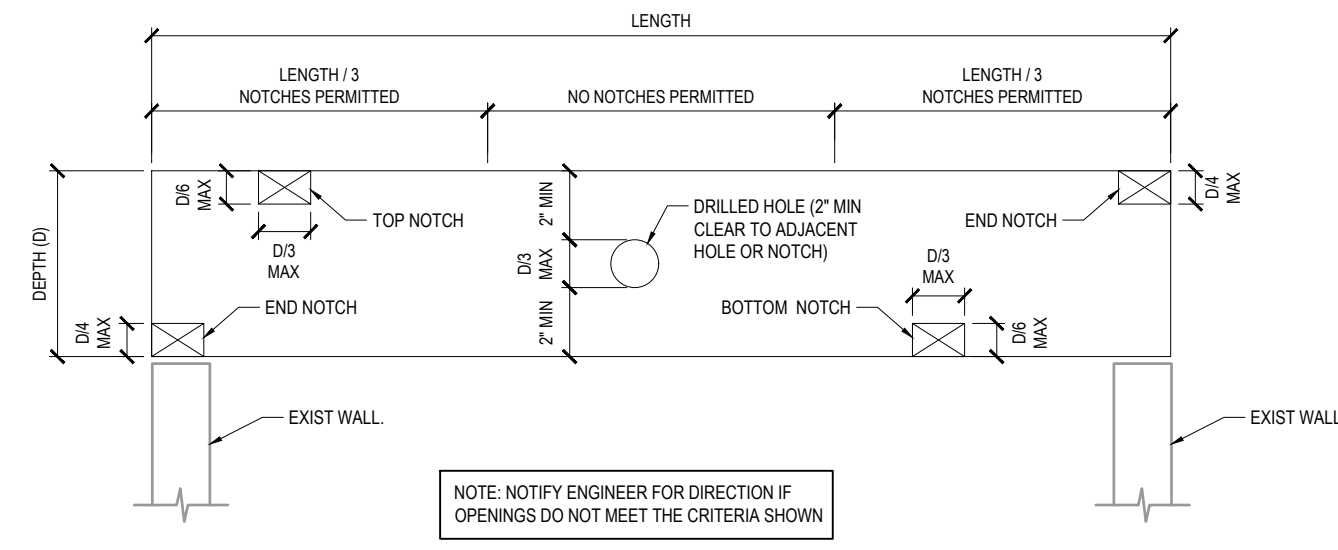 LENGTH
LENGTH / 3
NOTCHES PERMITTED
NO NOTCHES PERMITTED
LENGTH / 3
NOTCHES PERMITTED
DEPTH (D)
D/6
MAX
TOP NOTCH
D/3
MAX
D/4
MAX
END NOTCH
2" MIN
D/3
MAX
2" MIN
DRILLED HOLE (2" MIN
CLEAR TO ADJACENT
HOLE OR NOTCH)
END NOTCH
D/4
MAX
D/3
MAX
BOTTOM NOTCH
D/6
MAX
EXIST WALL.
EXIST WALL
NOTE: NOTIFY ENGINEER FOR DIRECTION IF
OPENINGS DO NOT MEET THE CRITERIA SHOWN